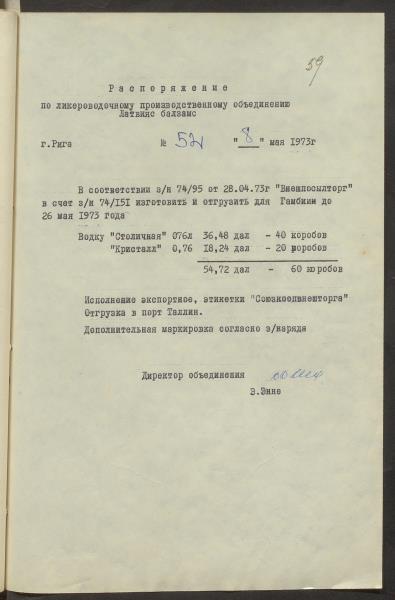 59
Распоряжение
по ликероводочному производственному объединению
Латвияс балзамс
г.Рига № 52 "8" мая 1973г
В соответствии з/н 74/95 от 28.04.73г "Внешпосылторг"
в счет з/н 74/151 изготовить и отгрузить для Гамбии до
26 мая 1973 года
Водку "Столичная" 076л 36,48 дал - 40 коробов
"Кристалл" 0,76 18,24 дал - 20 коробов
54,72 дал - 60 коробов
Исполнение экспортное, этикетки "Союзкоопвнешторга"
Отгрузка в порт Таллин.
Дополнительная маркировка согласно з/наряда
Директор объединения
В.Энне